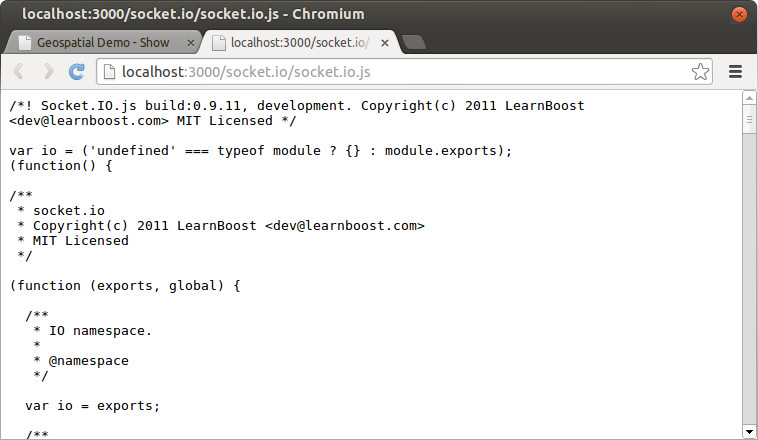 localhost:3000/socket.io/socket.io.js - Chromium
Geospatial Demo - Show
localhost:3000/socket.io/
localhost:3000/socket.io/socket.io.js
/*! Socket.IO.js build:0.9.11, development. Copyright(c) 2011 LearnBoost
<dev@learnboost.com> MIT Licensed */
var io = ('undefined' === typeof module ? {} : module.exports);
(function() {
/**
 * socket.io
 * Copyright(c) 2011 LearnBoost <dev@learnboost.com>
 * MIT Licensed
 */
(function (exports, global) {
  /**
   * IO namespace.
   *
   * @namespace
   */
  var io = exports;
  /**